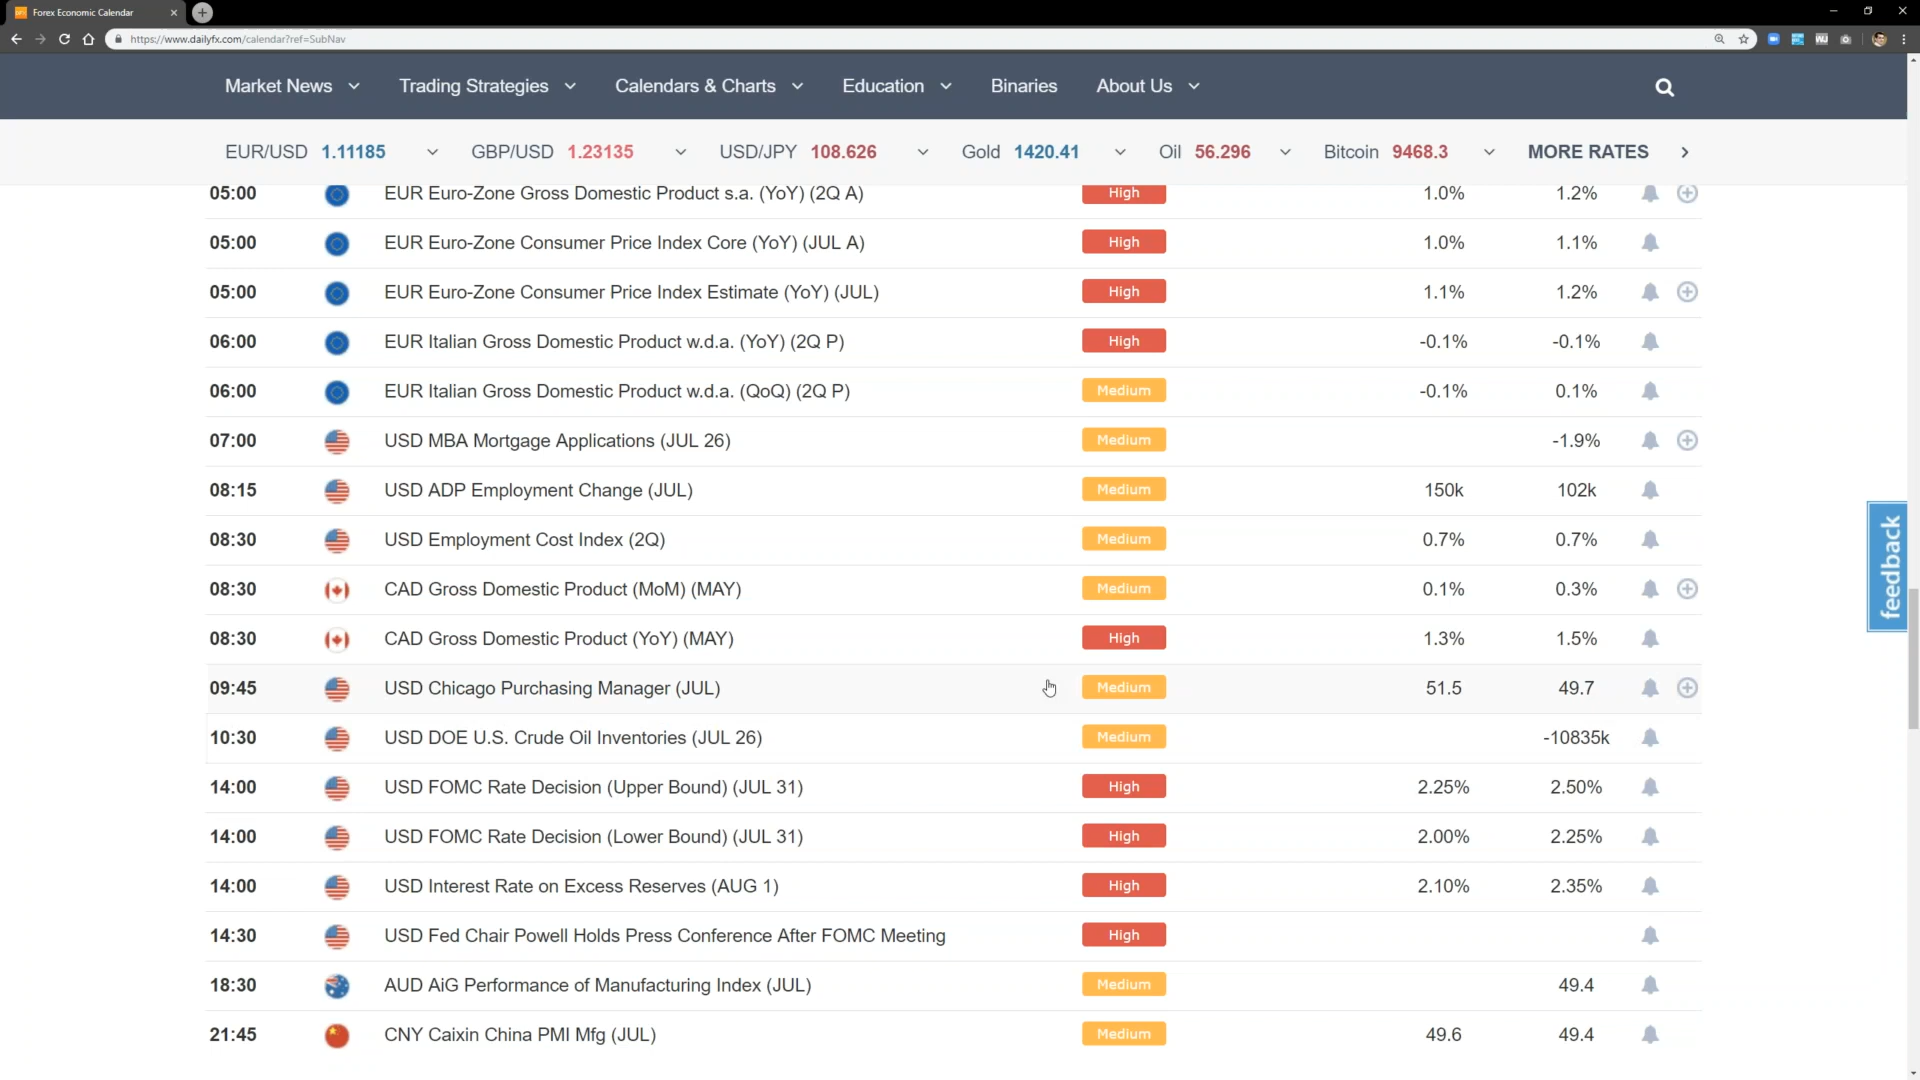 Forex Economic Calendar
https://www.dailyfx.com/calendar?ref=SubNav
Market News Trading Strategies Calendars & Charts Education Binaries About Us
EUR/USD 1.11185 GBP/USD 1.23135 USD/JPY 108.626 Gold 1420.41 Oil 56.296 Bitcoin 9468.3 MORE RATES
05:00 EUR Euro-Zone Gross Domestic Product s.a. (YoY) (2Q A) High 1.0% 1.2%
05:00 EUR Euro-Zone Consumer Price Index Core (YoY) (JUL A) High 1.0% 1.1%
05:00 EUR Euro-Zone Consumer Price Index Estimate (YoY) (JUL) High 1.1% 1.2%
06:00 EUR Italian Gross Domestic Product w.d.a. (YoY) (2Q P) High -0.1% -0.1%
06:00 EUR Italian Gross Domestic Product w.d.a. (QoQ) (2Q P) Medium -0.1% 0.1%
07:00 USD MBA Mortgage Applications (JUL 26) Medium -1.9%
08:15 USD ADP Employment Change (JUL) Medium 150k 102k
08:30 USD Employment Cost Index (2Q) Medium 0.7% 0.7%
08:30 CAD Gross Domestic Product (MoM) (MAY) Medium 0.1% 0.3%
08:30 CAD Gross Domestic Product (YoY) (MAY) High 1.3% 1.5%
09:45 USD Chicago Purchasing Manager (JUL) Medium 51.5 49.7
10:30 USD DOE U.S. Crude Oil Inventories (JUL 26) Medium -10835k
14:00 USD FOMC Rate Decision (Upper Bound) (JUL 31) High 2.25% 2.50%
14:00 USD FOMC Rate Decision (Lower Bound) (JUL 31) High 2.00% 2.25%
14:00 USD Interest Rate on Excess Reserves (AUG 1) High 2.10% 2.35%
14:30 USD Fed Chair Powell Holds Press Conference After FOMC Meeting High
18:30 AUD AiG Performance of Manufacturing Index (JUL) Medium 49.4
21:45 CNY Caixin China PMI Mfg (JUL) Medium 49.6 49.4
feedback